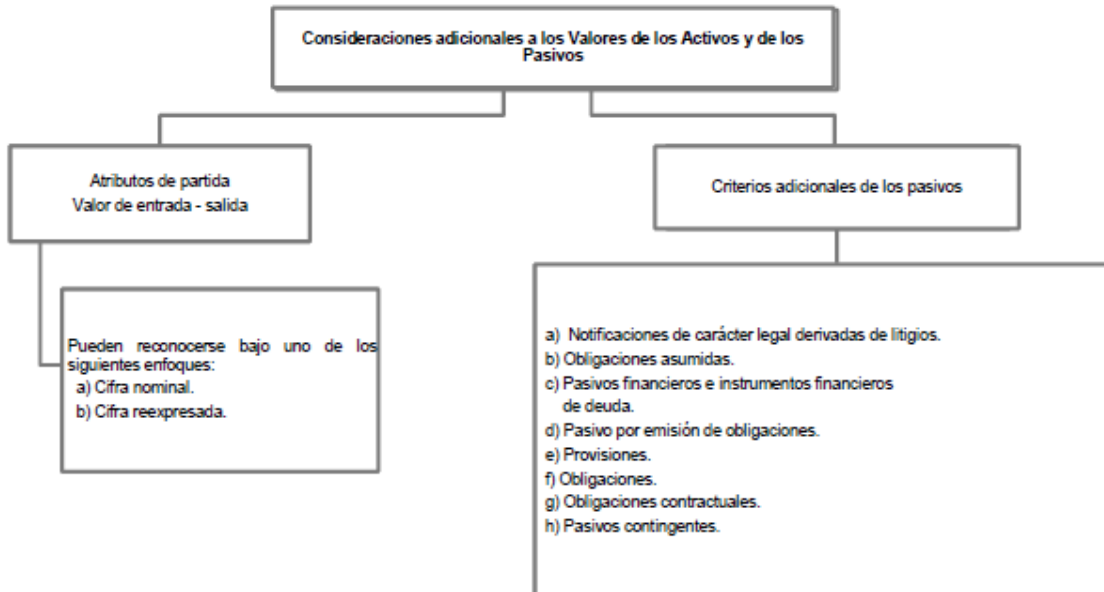 Consideraciones adicionales a los Valores de los Activos y de los
Pasivos
Atributos de partida
Valor de entrada - salida
Criterios adicionales de los pasivos
Pueden reconocerse bajo uno de los
siguientes enfoques:
a) Cifra nominal.
b) Cifra reexpresada.
a) Notificaciones de carácter legal derivadas de litigios.
b) Obligaciones asumidas.
c) Pasivos financieros e instrumentos financieros
de deuda.
d) Pasivo por emisión de obligaciones.
e) Provisiones.
f) Obligaciones.
g) Obligaciones contractuales.
h) Pasivos contingentes.